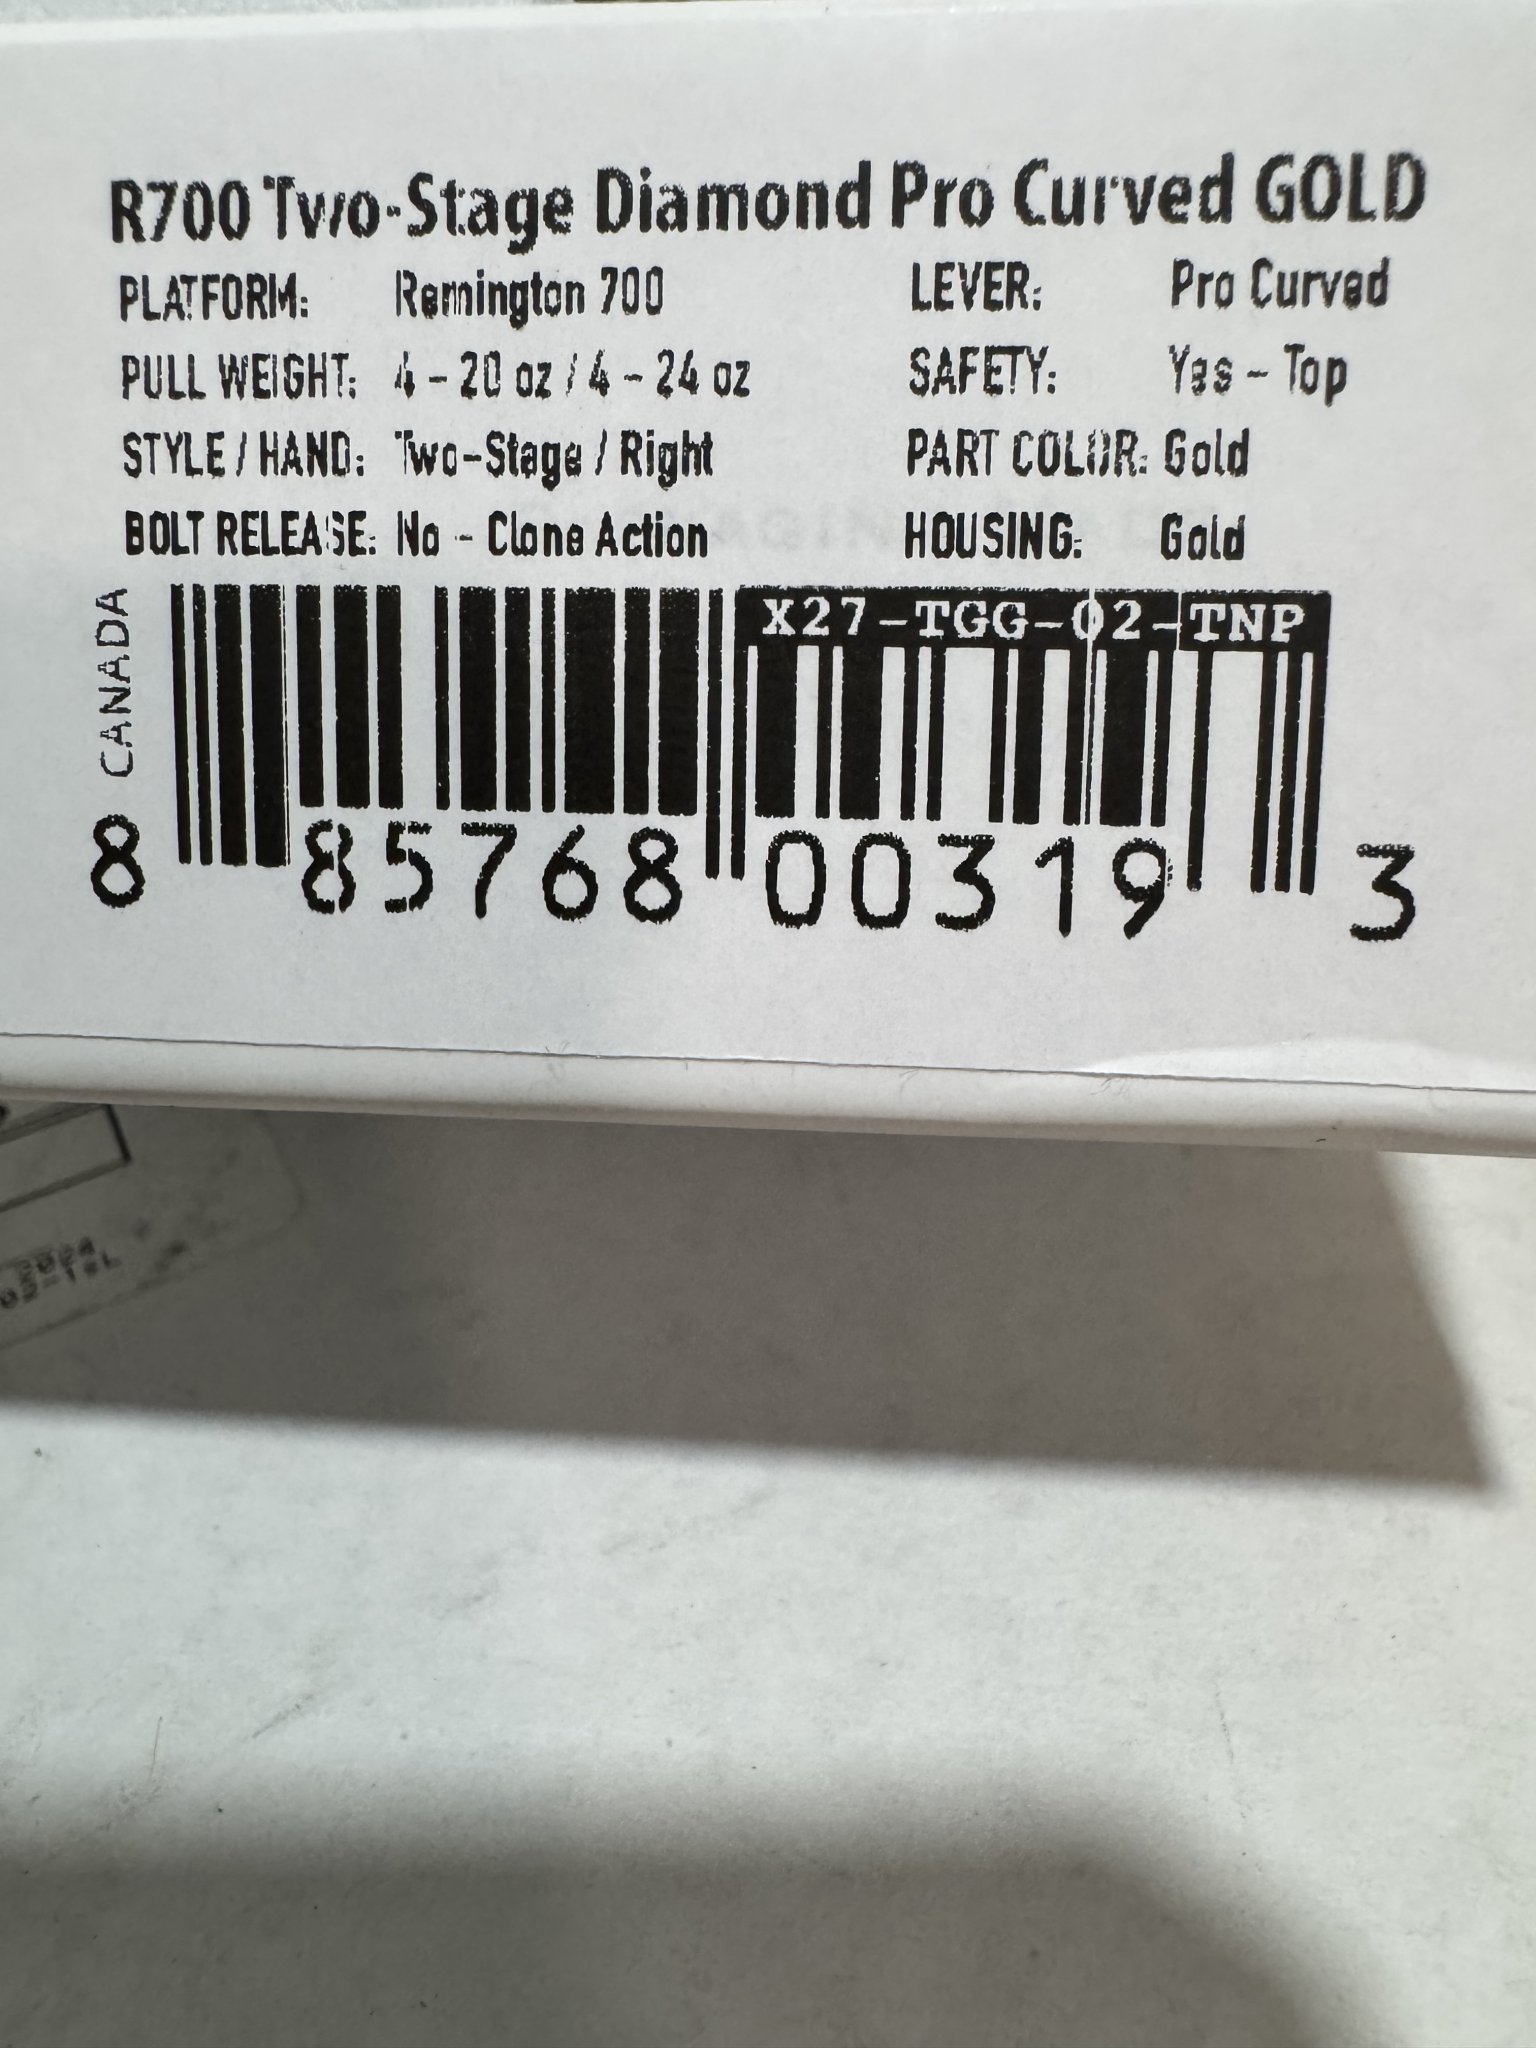 R700 Two-Stage Diamond Pro Curved GOLD
PLATFORM: Remington 700 LEVER: Pro Curved
PULL WEIGHT: 4 – 20 oz / 4 – 24 oz SAFETY: Yes – Top
STYLE / HAND: Two-Stage / Right PART COLOR: Gold
BOLT RELEASE: No – Clone Action HOUSING: Gold
CANADA
X27-TGG-02-TNP
8 85768 00319 3